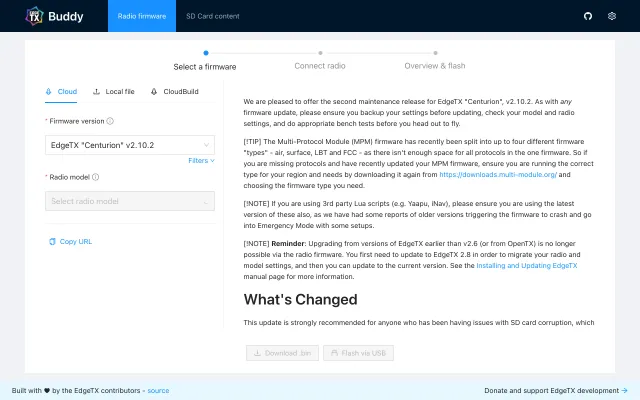 EDGE TX Buddy
Radio firmware
SD Card content
Select a firmware
Connect radio
Overview & flash
Cloud
Local file
CloudBuild
* Firmware version
EdgeTX "Centurion" v2.10.2
Filters
* Radio model
Select radio model
Copy URL
We are pleased to offer the second maintenance release for EdgeTX "Centurion", v2.10.2. As with any
firmware update, please ensure you backup your settings before updating, check your model and radio
settings, and do appropriate bench tests before you head out to fly.
[!TIP] The Multi-Protocol Module (MPM) firmware has recently been split into up to four different firmware
"types" - air, surface, LBT and FCC - as there isn't enough space for all protocols in the one firmware. So if
you are missing protocols and have recently updated your MPM firmware, ensure you are running the correct
type for your region and needs by downloading it again from https://downloads.multi-module.org/ and
choosing the firmware type you need.
[!NOTE] If you are using 3rd party Lua scripts (e.g. Yaapu, iNav), please ensure you are using the latest
version of these also, as we have had some reports of older versions triggering the firmware to crash and go
into Emergency Mode with some setups.
[!NOTE] Reminder: Upgrading from versions of EdgeTX earlier than v2.6 (or from OpenTX) is no longer
possible via the radio firmware. You first need to update to EdgeTX 2.8 in order to migrate your radio and
model settings, and then you can update to the current version. See the Installing and Updating EdgeTX
manual page for more information.
What's Changed
This update is strongly recommended for anyone who has been having issues with SD card corruption, which
Download .bin
Flash via USB
Built with ♥ by the EdgeTX contributors - source
Donate and support EdgeTX development →